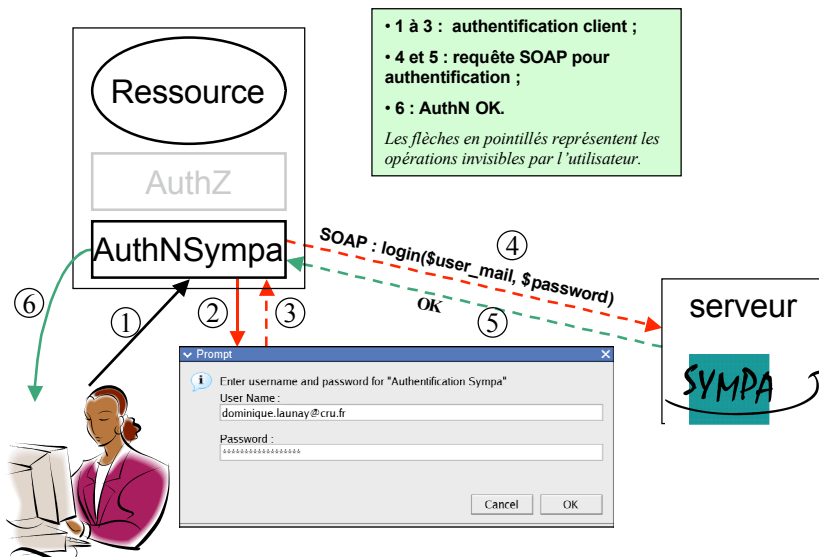 • 1 à 3 : authentification client ;
• 4 et 5 : requête SOAP pour
authentification ;
• 6 : AuthN OK.
Les flèches en pointillés représentent les
opérations invisibles par l'utilisateur.
Ressource
AuthZ
AuthNSympa
SOAP : login($user_mail, $password)
④
OK
⑤
⑥
①
②
③
serveur
SYMPA
Prompt
Enter username and password for "Authentification Sympa"
User Name :
dominique.launay@cru.fr
Password :
******************
Cancel
OK